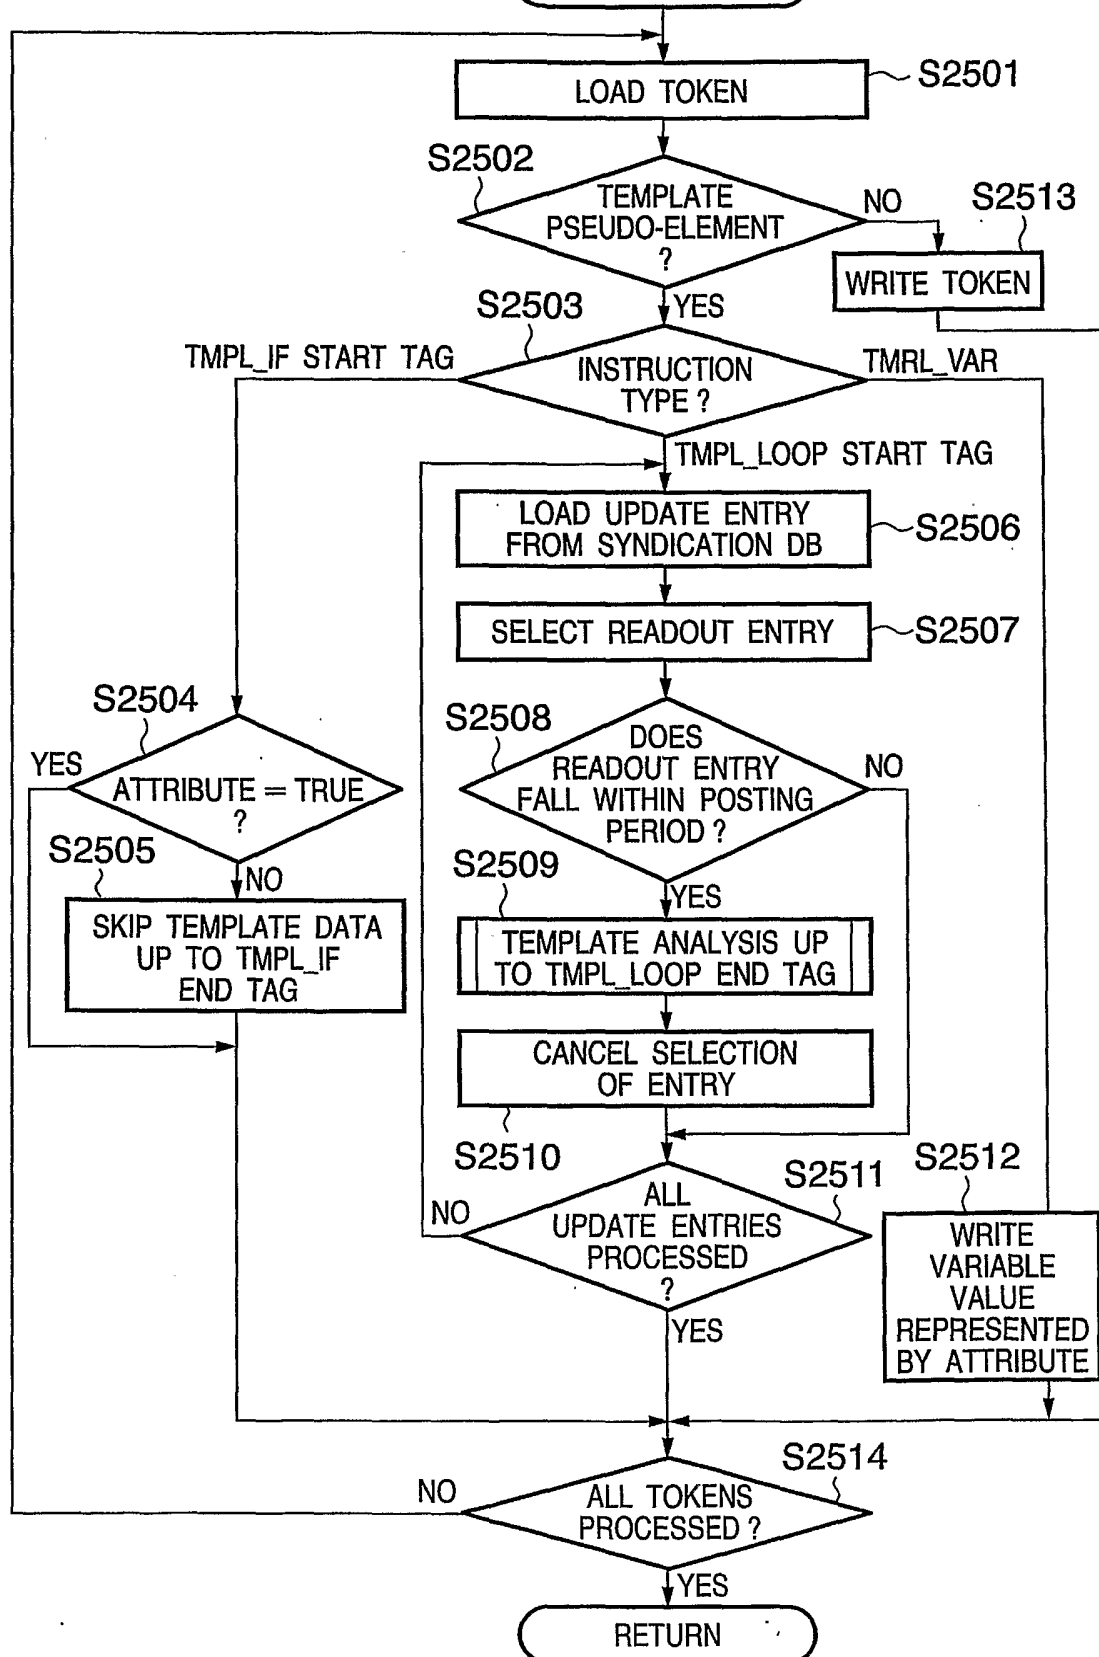 S2501
LOAD TOKEN
S2502
TEMPLATE
PSEUDO-ELEMENT
?
NO
S2513
WRITE TOKEN
YES
S2503
TMPL_IF START TAG
INSTRUCTION
TYPE ?
TMRL_VAR
TMPL_LOOP START TAG
LOAD UPDATE ENTRY
FROM SYNDICATION DB
S2506
SELECT READOUT ENTRY
S2507
S2504
YES
ATTRIBUTE = TRUE
?
S2505
NO
SKIP TEMPLATE DATA
UP TO TMPL_IF
END TAG
S2508
DOES
READOUT ENTRY
FALL WITHIN POSTING
PERIOD ?
NO
S2509
YES
TEMPLATE ANALYSIS UP
TO TMPL_LOOP END TAG
CANCEL SELECTION
OF ENTRY
S2510
S2511
NO
ALL
UPDATE ENTRIES
PROCESSED
?
YES
S2512
WRITE
VARIABLE
VALUE
REPRESENTED
BY ATTRIBUTE
S2514
NO
ALL TOKENS
PROCESSED ?
YES
RETURN